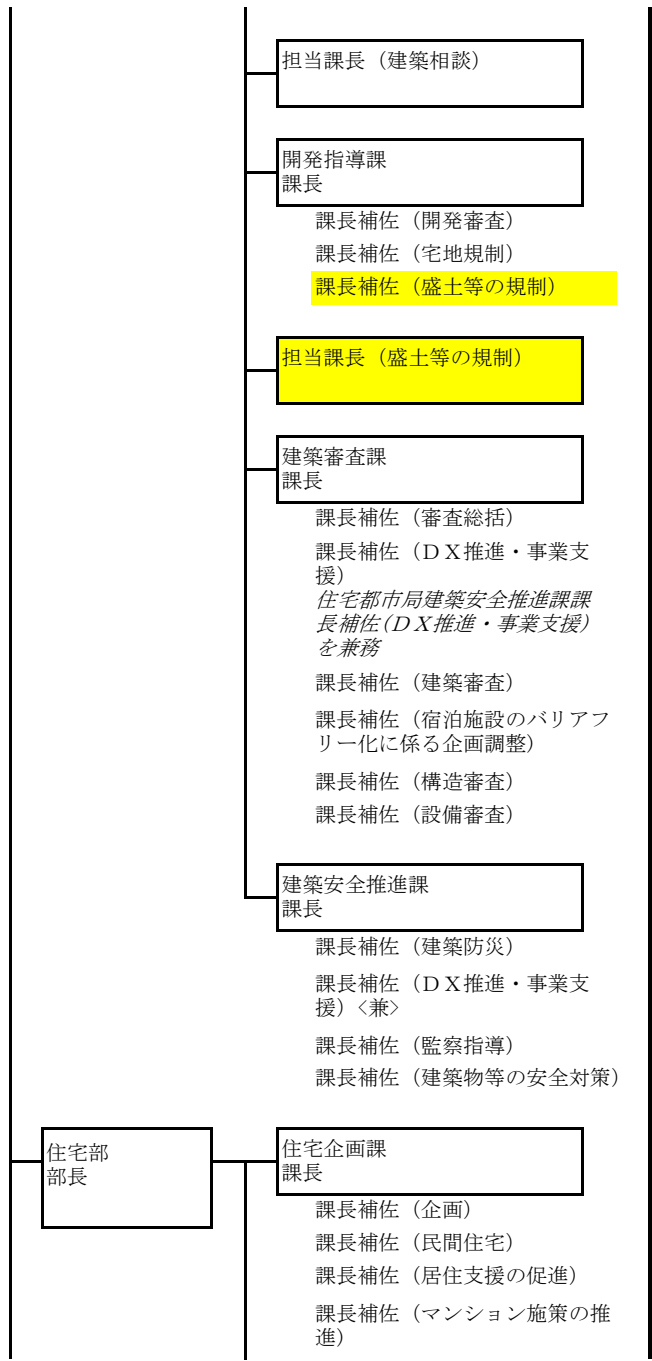 担当課長（建築相談）
開発指導課
課長
課長補佐（開発審査）
課長補佐（宅地規制）
課長補佐（盛土等の規制）
担当課長（盛土等の規制）
建築審査課
課長
課長補佐（審査総括）
課長補佐（ＤＸ推進・事業支
援）
住宅都市局建築安全推進課課
長補佐(ＤＸ推進・事業支援)
を兼務
課長補佐（建築審査）
課長補佐（宿泊施設のバリアフ
リー化に係る企画調整）
課長補佐（構造審査）
課長補佐（設備審査）
建築安全推進課
課長
課長補佐（建築防災）
課長補佐（ＤＸ推進・事業支
援）〈兼〉
課長補佐（監察指導）
課長補佐（建築物等の安全対策）
住宅部
部長
住宅企画課
課長
課長補佐（企画）
課長補佐（民間住宅）
課長補佐（居住支援の促進）
課長補佐（マンション施策の推
進）